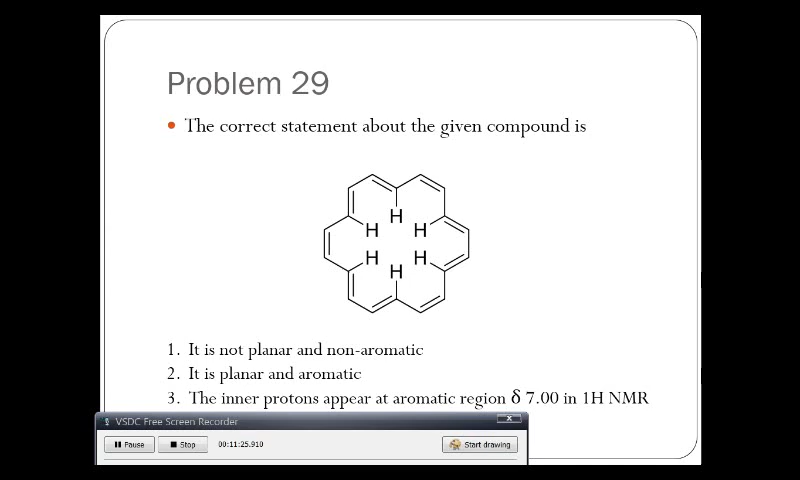 Problem 29
• The correct statement about the given compound is
H
H H
H H
H
1. It is not planar and non-aromatic
2. It is planar and aromatic
3. The inner protons appear at aromatic region δ 7.00 in 1H NMR
VSDC Free Screen Recorder
Pause Stop 00:11:25.910 Start drawing